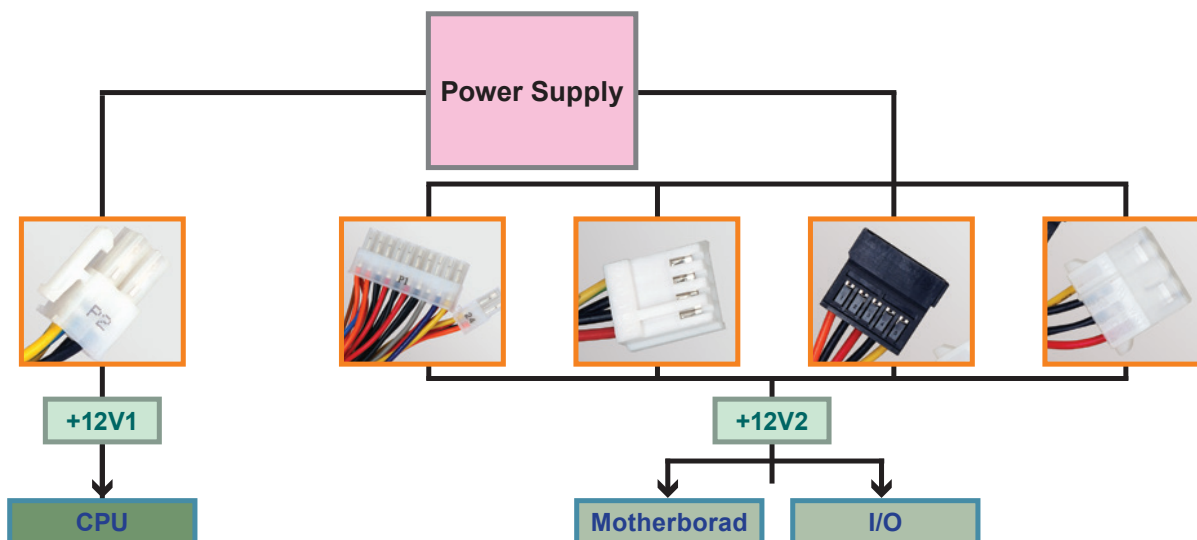 Power Supply
P2
P1
24
+12V1
+12V2
CPU
Motherborad
I/O